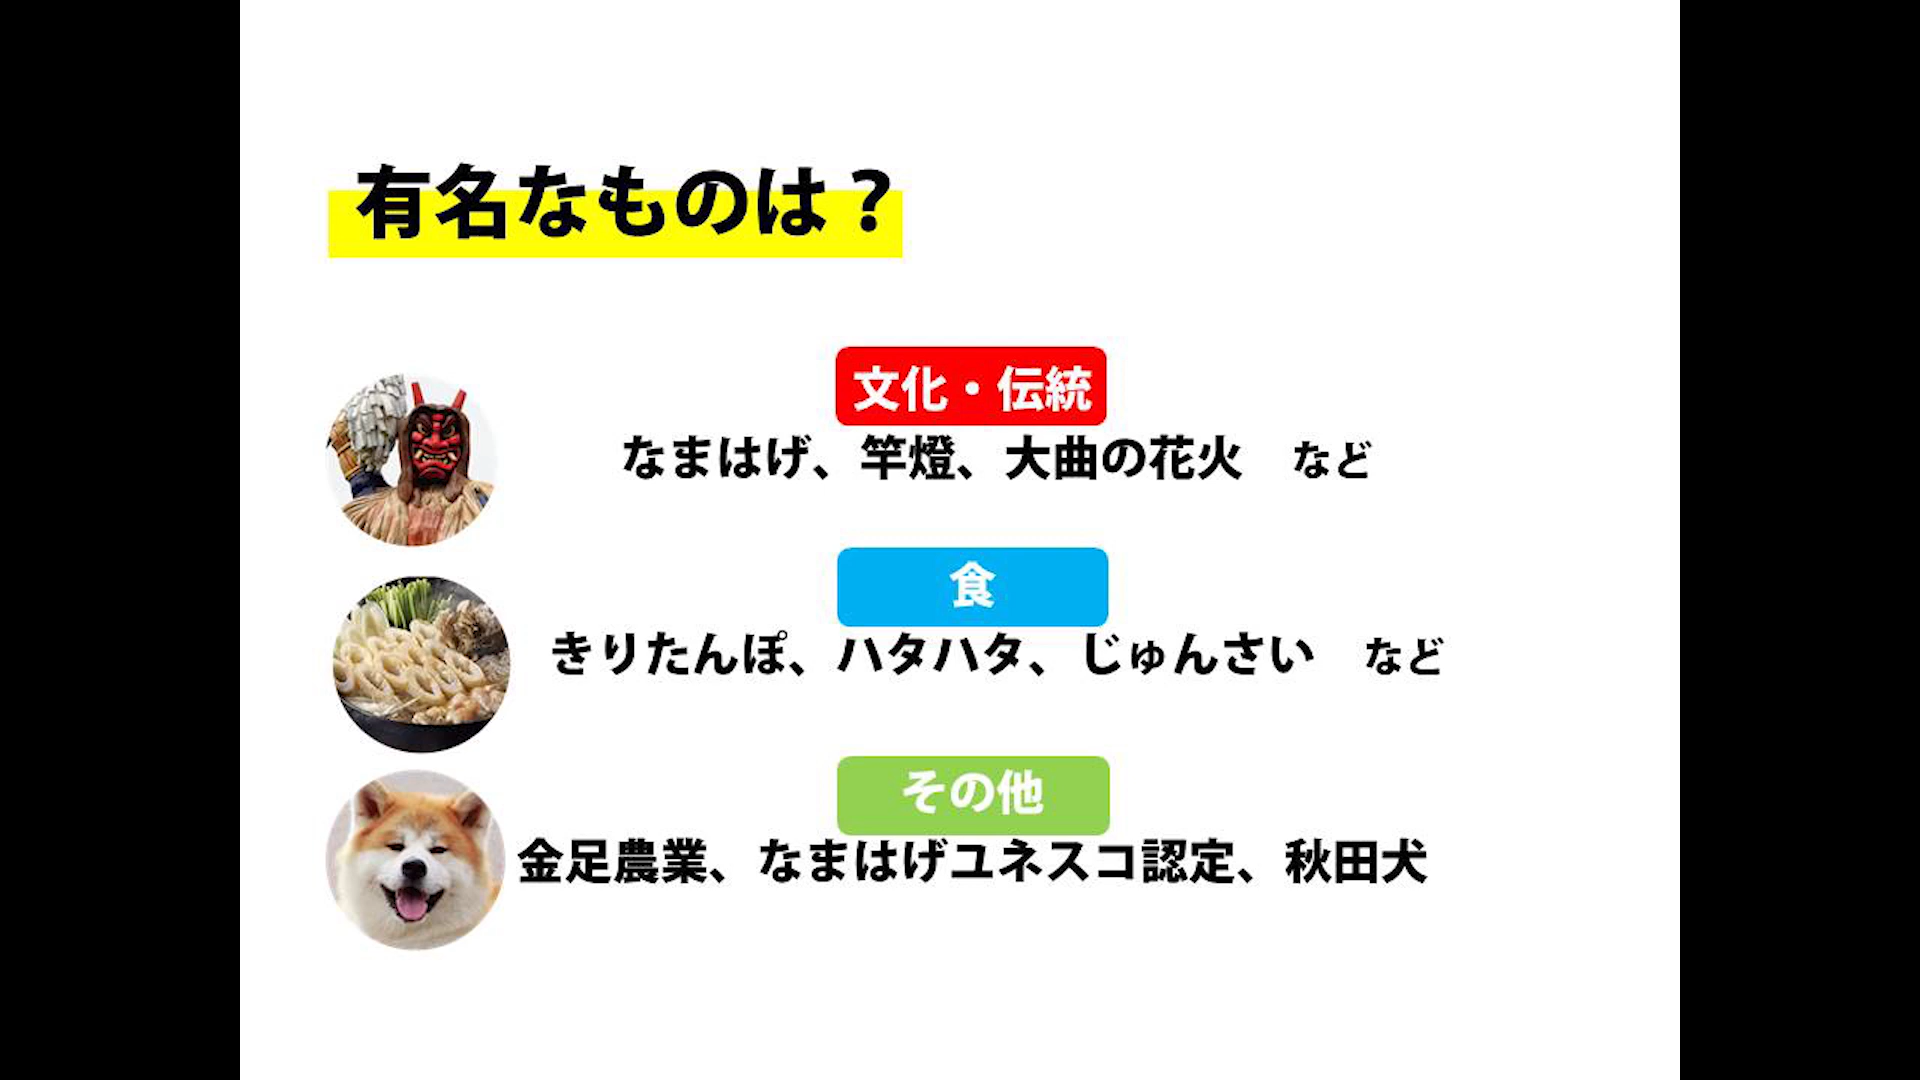 有名なものは？
文化・伝統
なまはげ、竿燈、大曲の花火　など
食
きりたんぽ、ハタハタ、じゅんさい　など
その他
金足農業、なまはげユネスコ認定、秋田犬